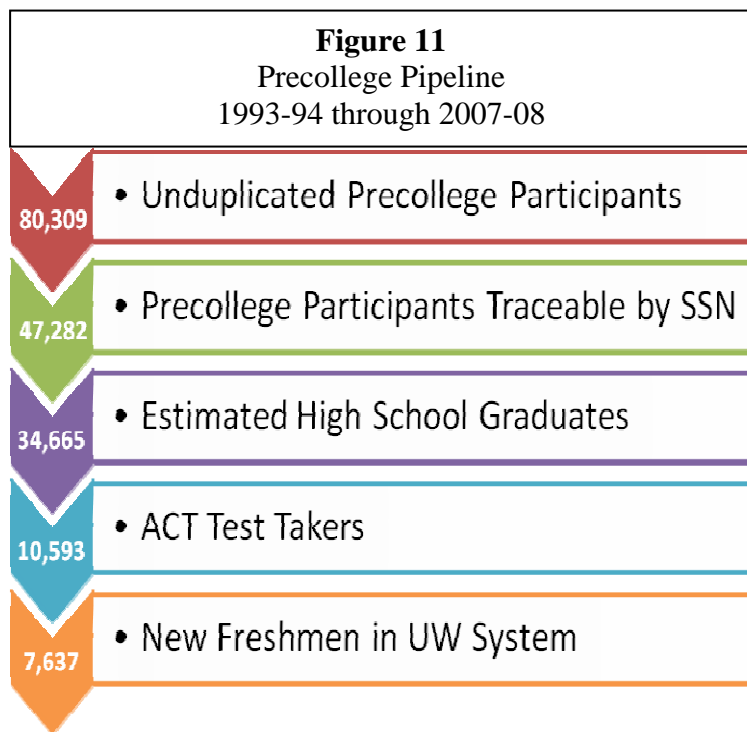 Figure 11
Precollege Pipeline
1993-94 through 2007-08
80,309
• Unduplicated Precollege Participants
47,282
• Precollege Participants Traceable by SSN
34,665
• Estimated High School Graduates
10,593
• ACT Test Takers
7,637
• New Freshmen in UW System